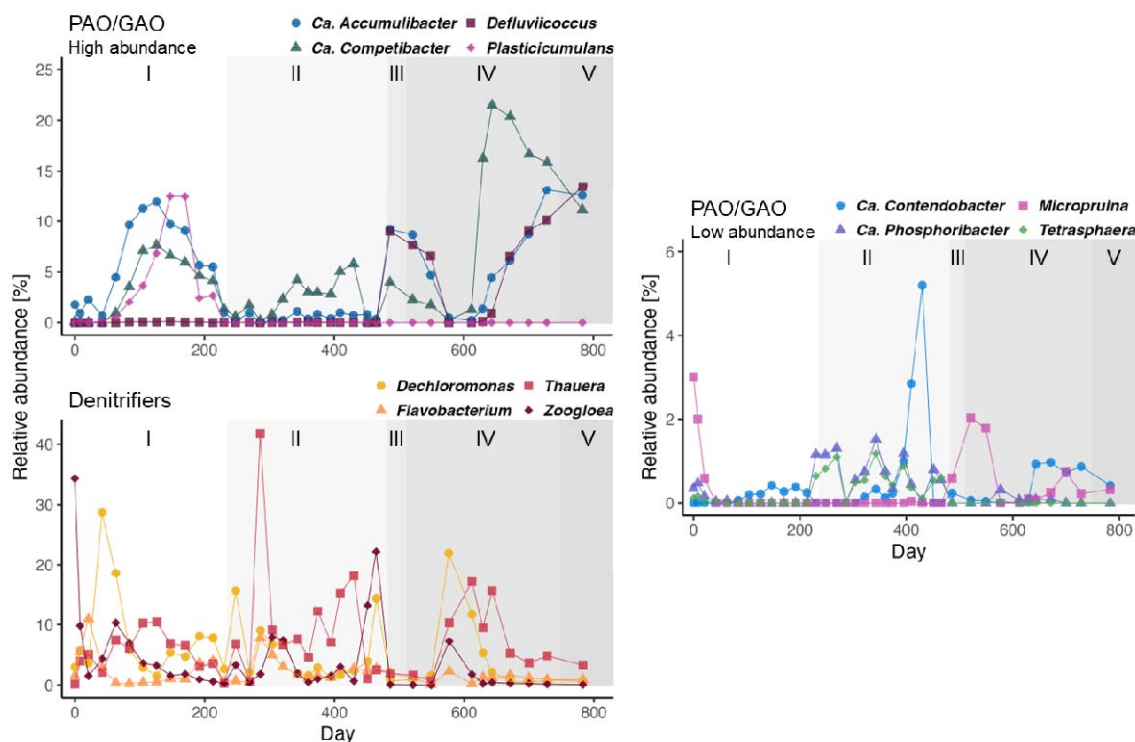 PAO/GAO
High abundance
Ca. Accumulibacter
Defluviicoccus
Ca. Competibacter
Plasticicumulans
I
II
III
IV
V
Relative abundance [%]
25
20
15
10
5
0
0
200
400
600
800
Denitrifiers
Dechloromonas
Thauera
Flavobacterium
Zoogloea
I
II
III
IV
V
Relative abundance [%]
40
30
20
10
0
0
200
400
600
800
Day
PAO/GAO
Low abundance
Ca. Contendobacter
Micropruina
Ca. Phosphoribacter
Tetrasphaera
I
II
III
IV
V
Relative abundance [%]
6
4
2
0
0
200
400
600
800
Day